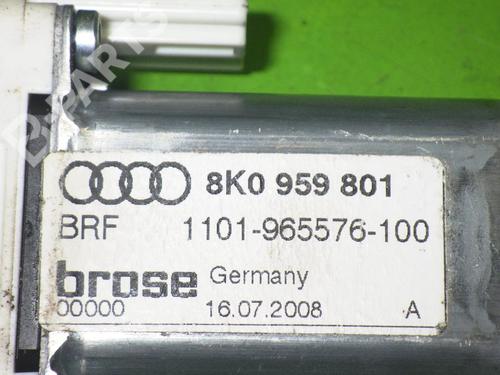 B-PARTS
8K0 959 801
BRF 1101-965576-100
brose Germany
00000 16.07.2008 A